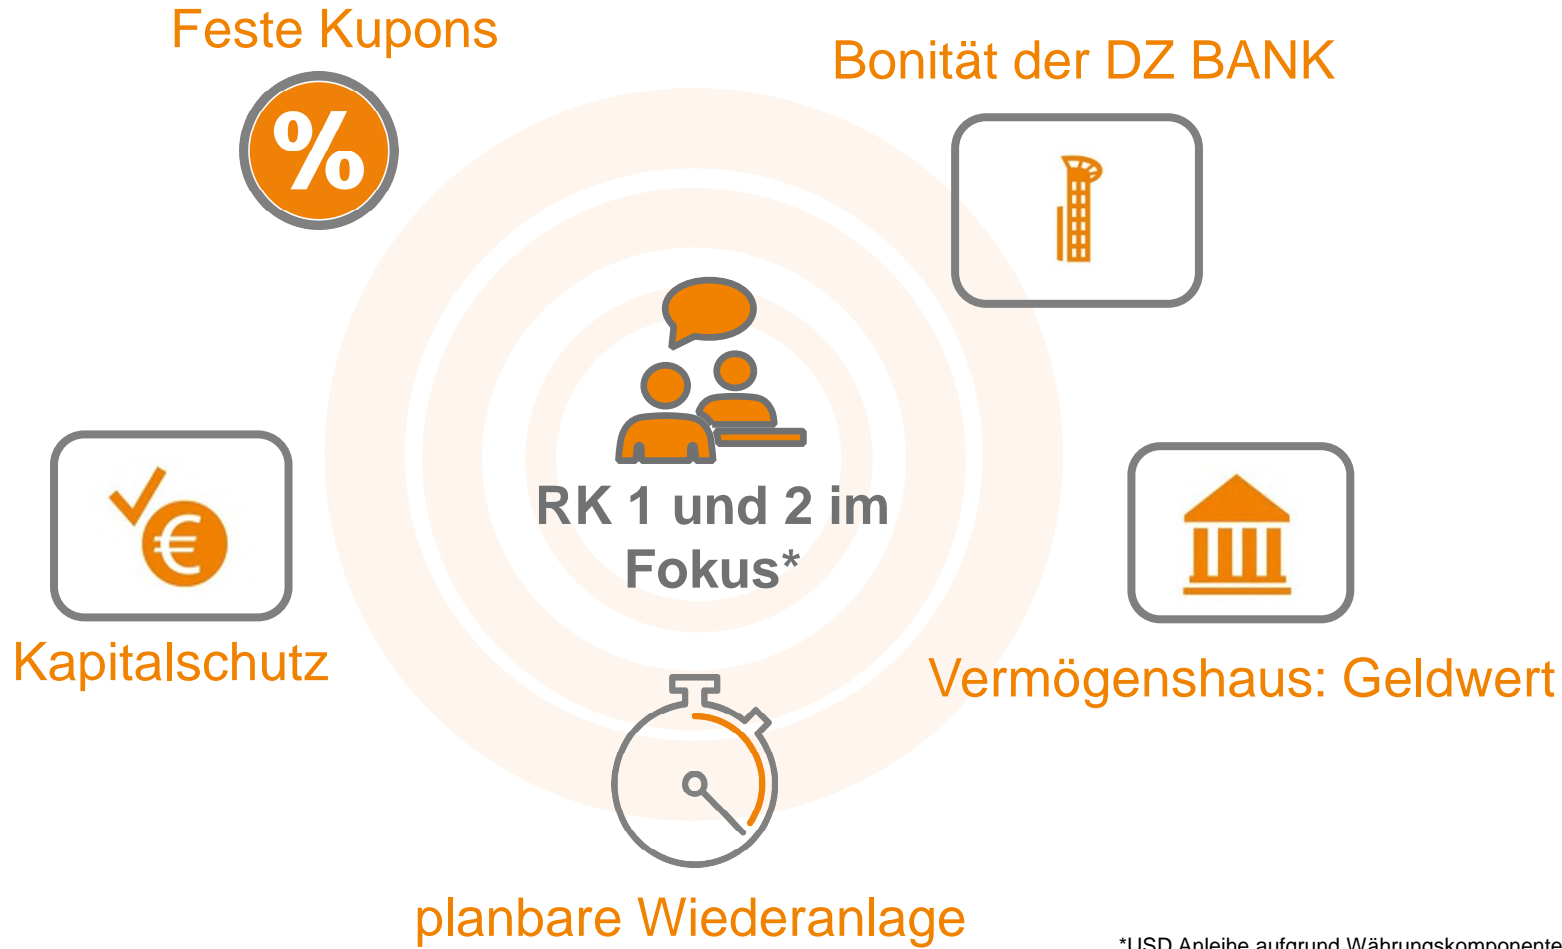 Feste Kupons
Bonität der DZ BANK
%
RK 1 und 2 im
Fokus*
€
Kapitalschutz
Vermögenshaus: Geldwert
planbare Wiederanlage
*USD Anleihe aufgrund Währungskomponente